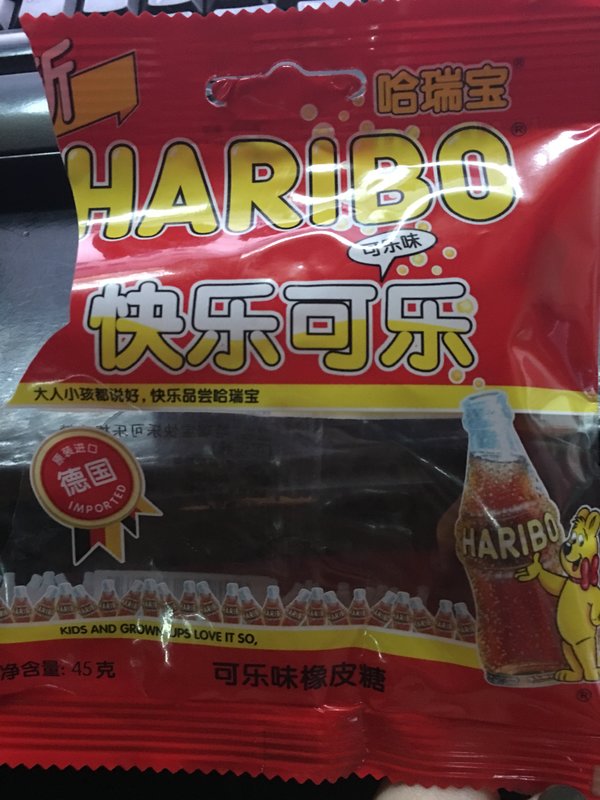 新
哈瑞宝®
HARIBO®
可乐味
快乐可乐
大人小孩都说好,快乐品尝哈瑞宝
原装进口
德国
IMPORTED
HARIBO
KIDS AND GROWN-UPS LOVE IT SO,
净含量: 45克
可乐味橡皮糖
®